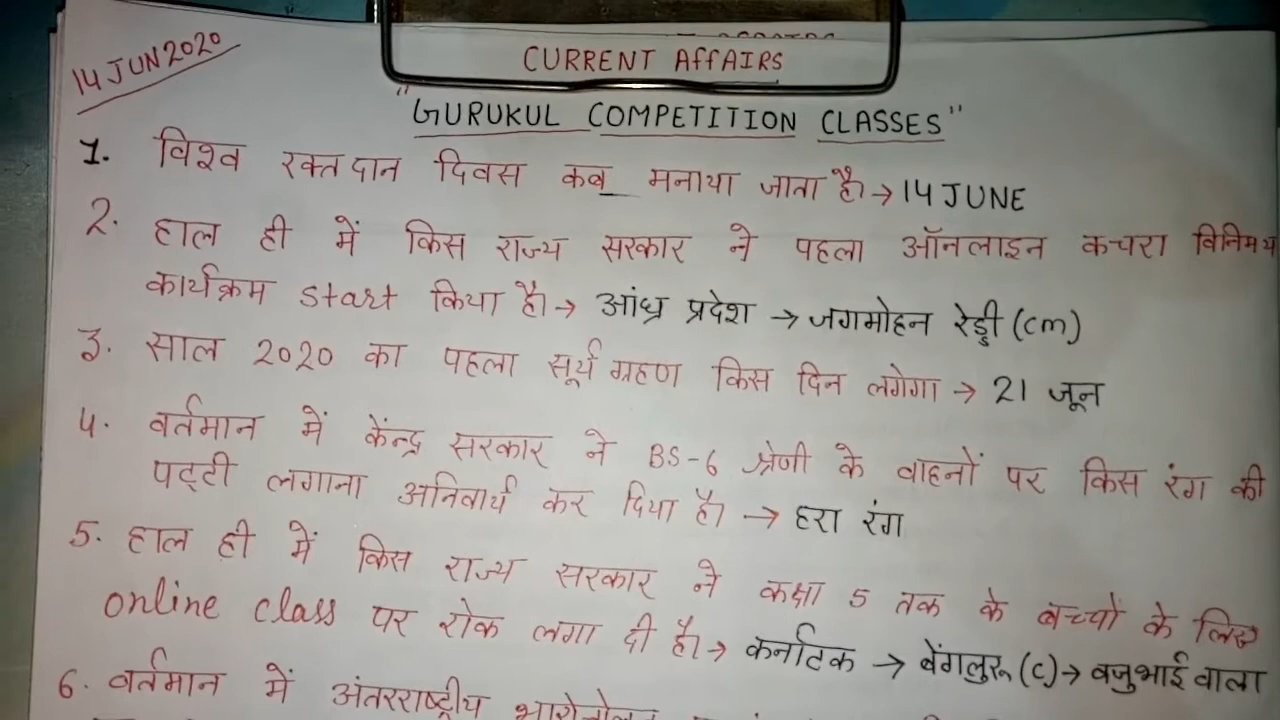 14 JUN 2020
CURRENT AFFAIRS
"GURUKUL COMPETITION CLASSES"
1. विश्व रक्तदान दिवस कब मनाया जाता है। → 14 JUNE
2. हाल ही में किस राज्य सरकार ने पहला ऑनलाइन कचरा विनिमय
कार्यक्रम start किया है। → आंध्र प्रदेश → जगमोहन रेड्डी (cm)
3. साल 2020 का पहला सूर्य ग्रहण किस दिन लगेगा → 21 जून
4. वर्तमान में केंन्द्र सरकार ने BS-6 श्रेणी के वाहनों पर किस रंग की
पट्टी लगाना अनिवार्य कर दिया है। → हरा रंग
5. हाल ही में किस राज्य सरकार ने कक्षा 5 तक के बच्चों के लिए
online class पर रोक लगा दी है। → कर्नाटक → बेंगलुरू (c) → वजुभाई वाला
6. वर्तमान में अंतरराष्ट्रीय